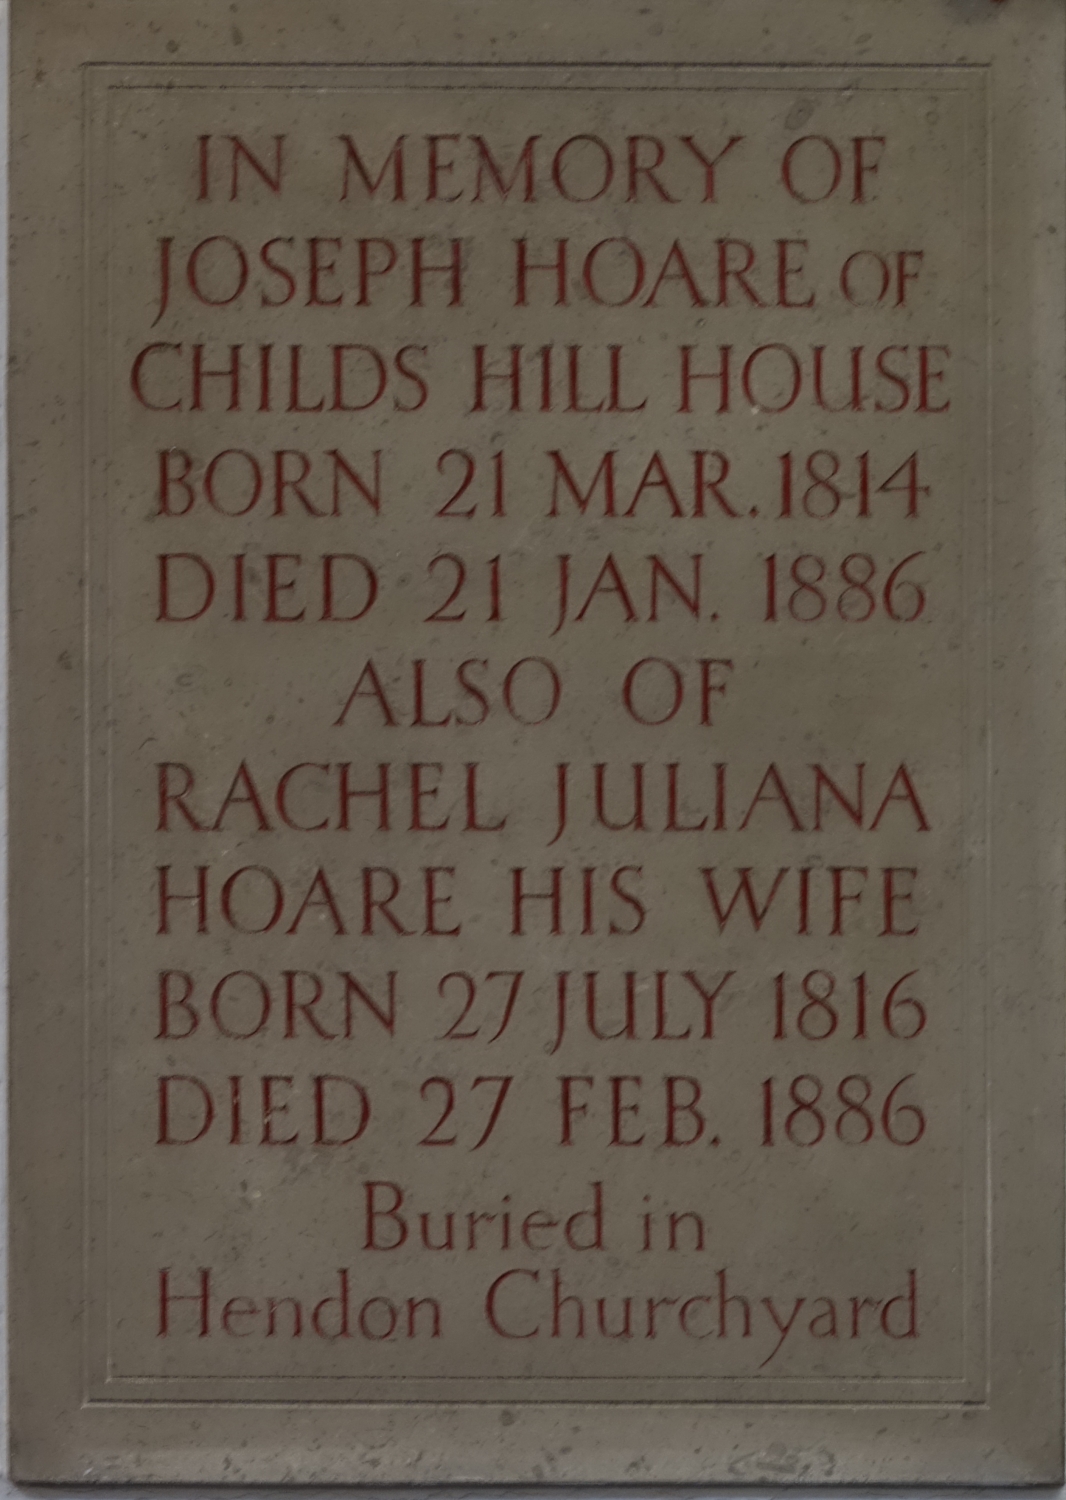 IN MEMORY OF
JOSEPH HOARE OF
CHILDS HILL HOUSE
BORN 21 MAR. 1814
DIED 21 JAN. 1886
ALSO OF
RACHEL JULIANA
HOARE HIS WIFE
BORN 27 JULY 1816
DIED 27 FEB. 1886
Buried in
Hendon Churchyard